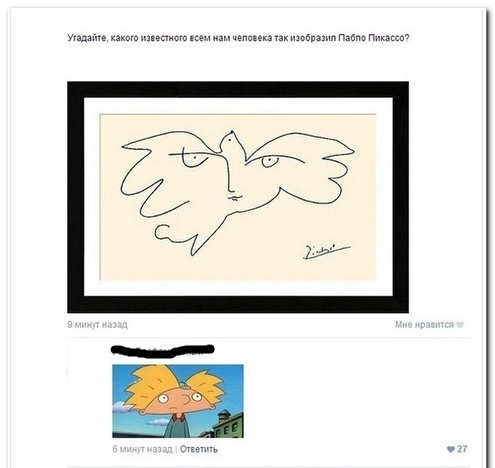 Угадайте, какого известного всем нам человека так изобразил Пабло Пикассо?
Picasso
9 минут назад
Мне нравится
6 минут назад | Ответить
27